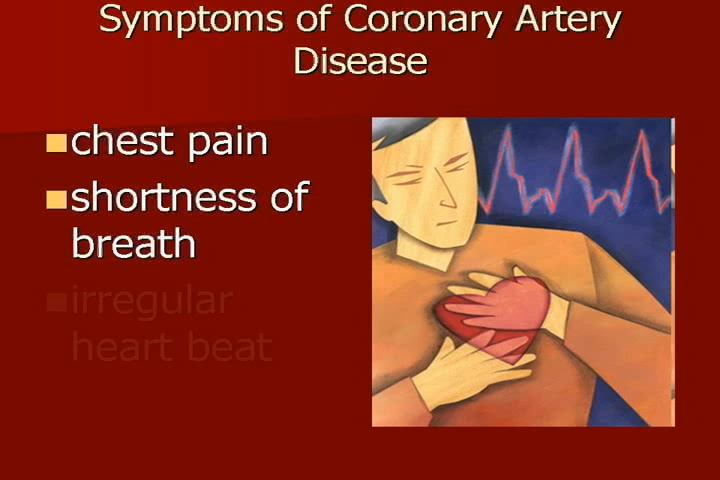 Symptoms of Coronary Artery
Disease
chest pain
shortness of
breath
irregular
heart beat